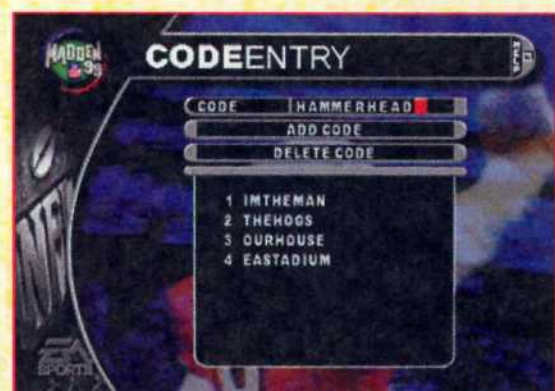 MADDEN
99
CODEENTRY
HELP
CODE HAMMERHEAD
ADD CODE
DELETE CODE
1 IMTHEMAN
2 THEHOGS
3 OURHOUSE
4 EASTADIUM
NFL
EA
SPORTS